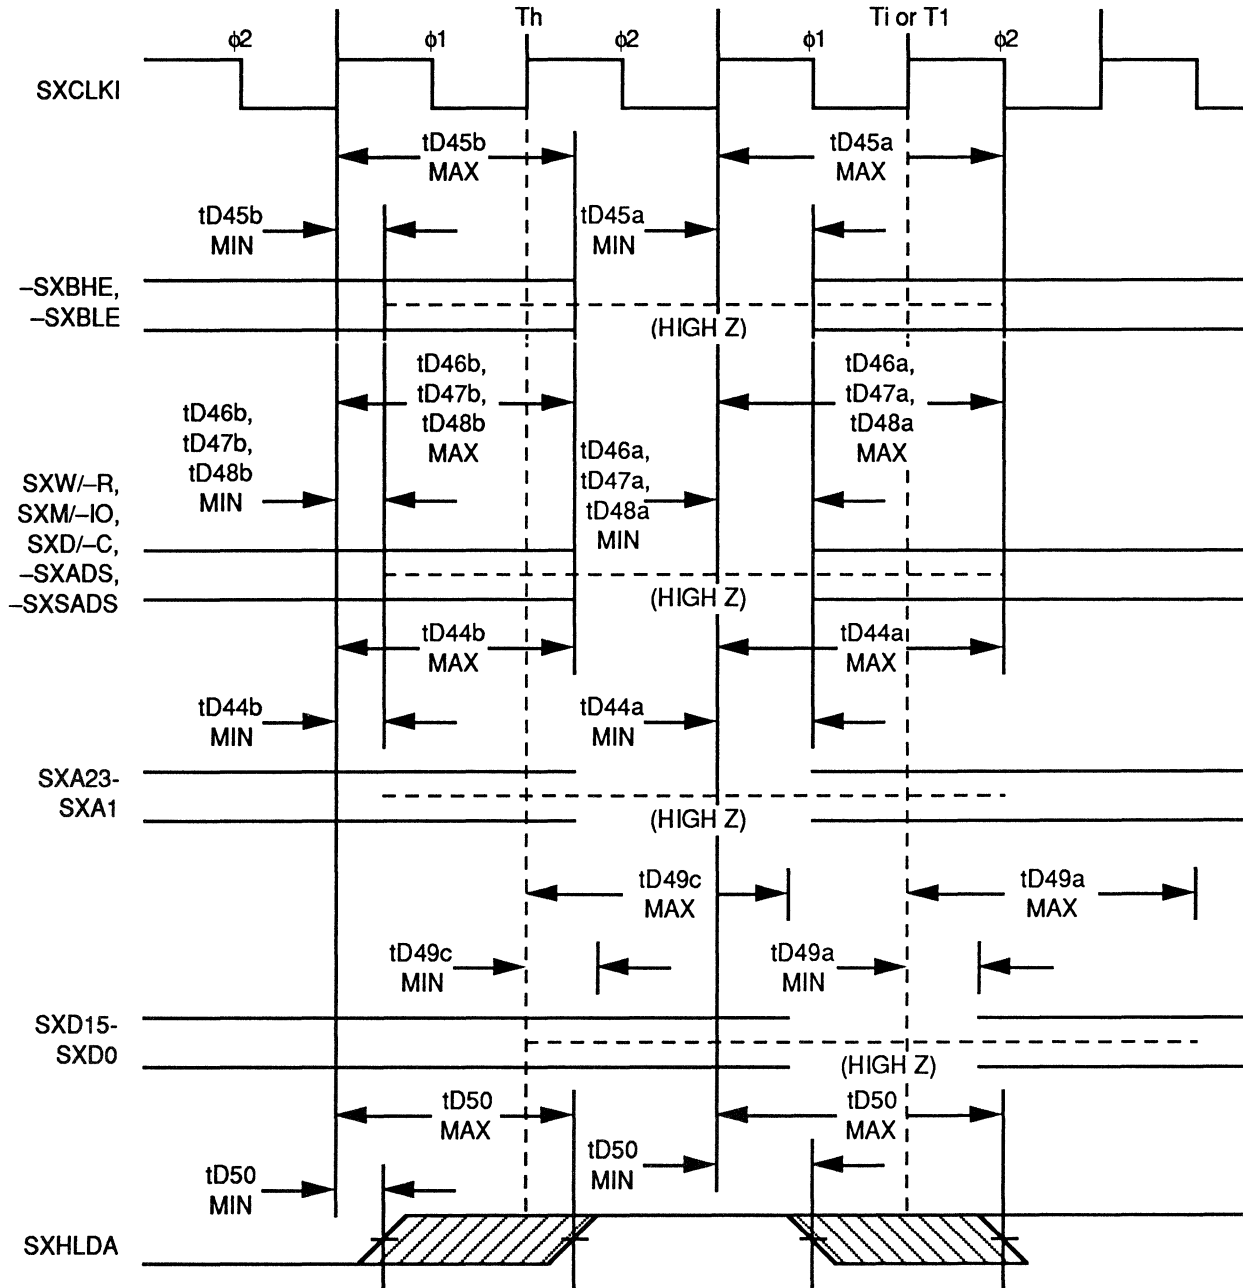 Th
Ti or T1
ϕ2
ϕ1
ϕ2
ϕ1
ϕ2
SXCLKI
tD45b
MAX
tD45a
MAX
tD45b
MIN
tD45a
MIN
–SXBHE,
–SXBLE
(HIGH Z)
tD46b,
tD47b,
tD48b
MAX
tD46a,
tD47a,
tD48a
MAX
tD46b,
tD47b,
tD48b
MIN
tD46a,
tD47a,
tD48a
MIN
SXW/–R,
SXM/–IO,
SXD/–C,
–SXADS,
–SXSADS
(HIGH Z)
tD44b
MAX
tD44a
MAX
tD44b
MIN
tD44a
MIN
SXA23-
SXA1
(HIGH Z)
tD49c
MAX
tD49a
MAX
tD49c
MIN
tD49a
MIN
SXD15-
SXD0
(HIGH Z)
tD50
MAX
tD50
MAX
tD50
MIN
tD50
MIN
SXHLDA